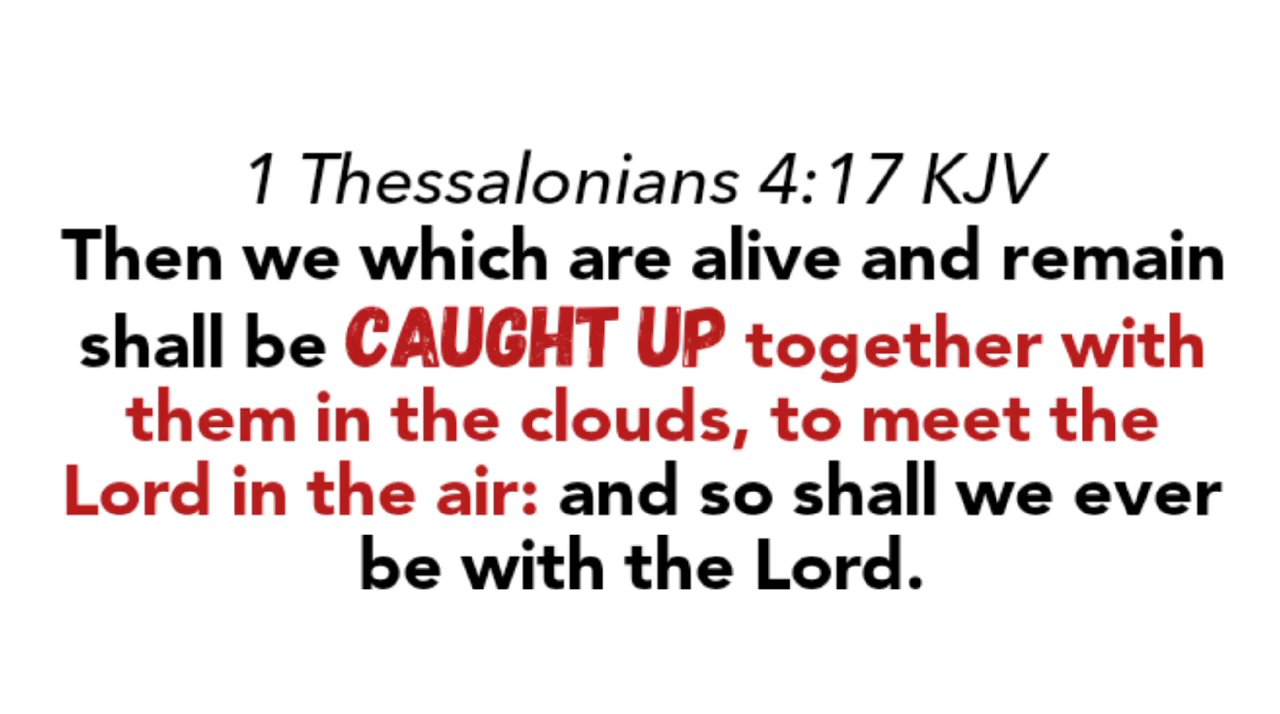 1 Thessalonians 4:17 KJV
Then we which are alive and remain
shall be CAUGHT UP together with
them in the clouds, to meet the
Lord in the air: and so shall we ever
be with the Lord.